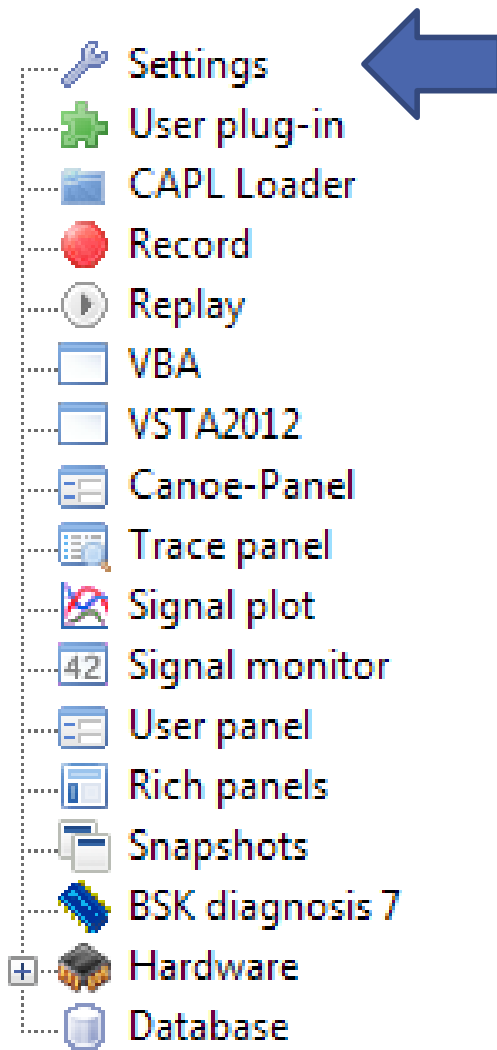 Settings
User plug-in
CAPL Loader
Record
Replay
VBA
VSTA2012
Canoe-Panel
Trace panel
Signal plot
42 Signal monitor
User panel
Rich panels
Snapshots
BSK diagnosis 7
Hardware
Database